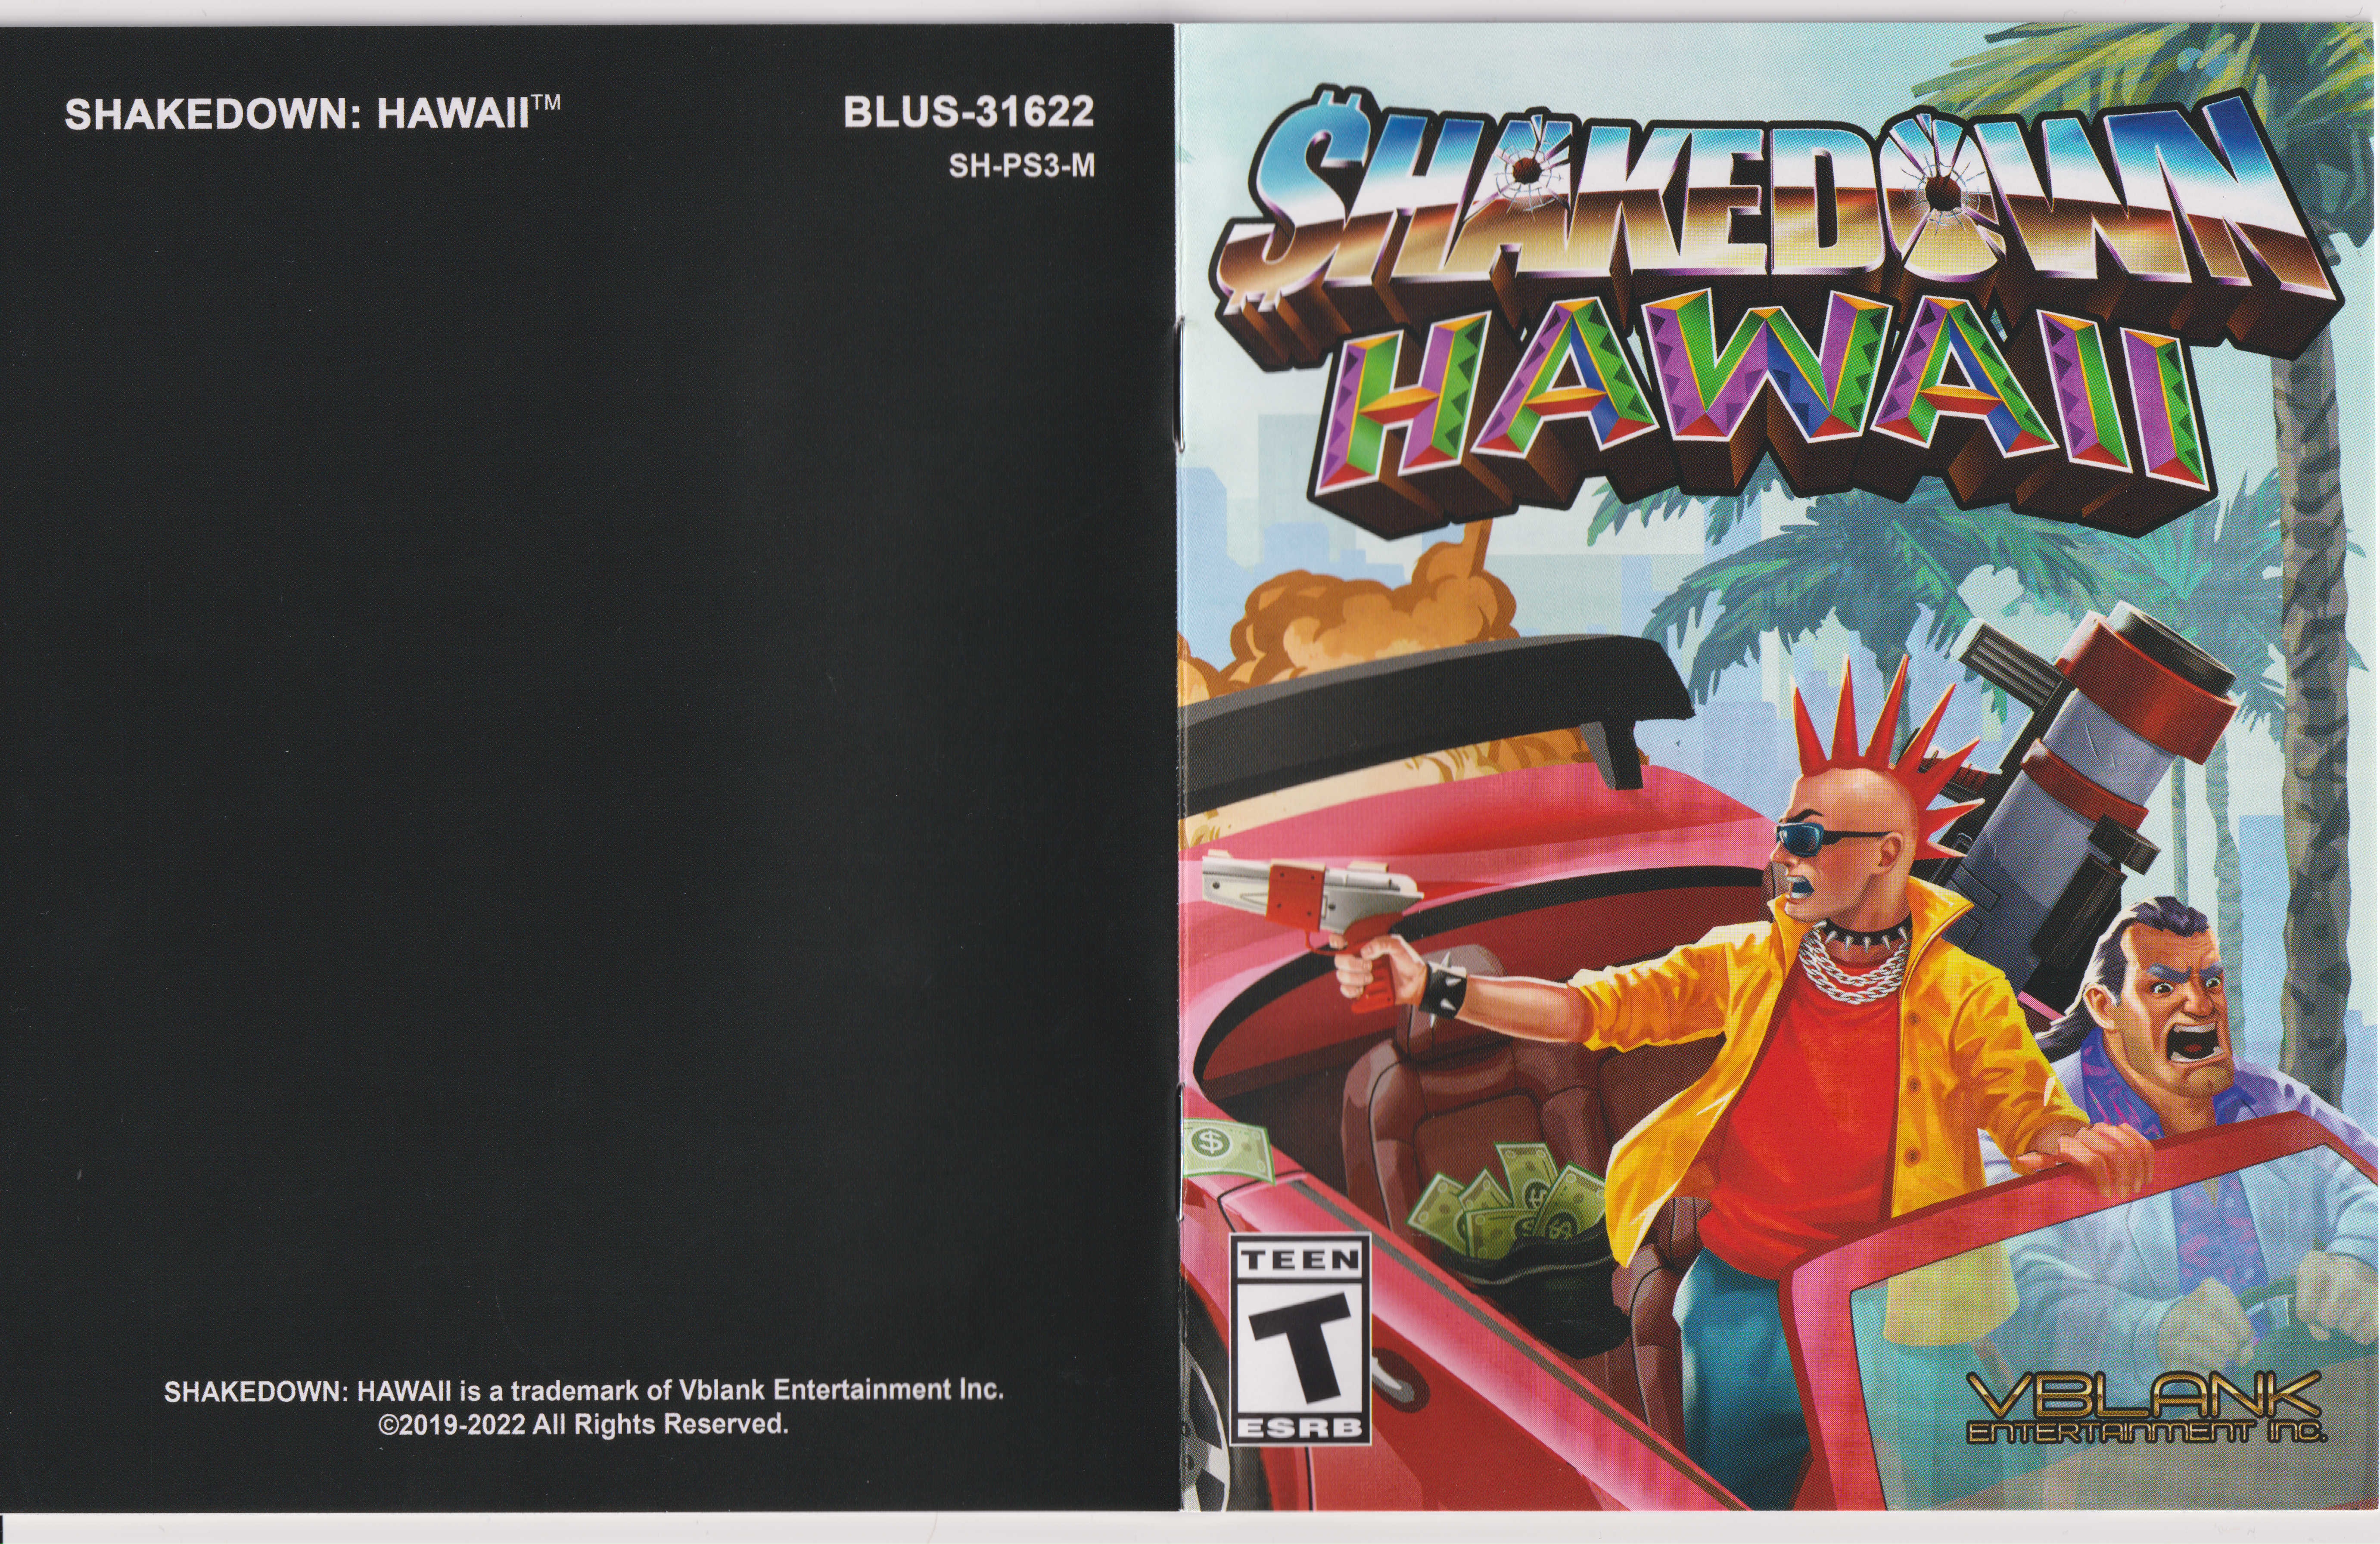 SHAKEDOWN: HAWAII™
BLUS-31622
SH-PS3-M
SHAKEDOWN: HAWAII is a trademark of Vblank Entertainment Inc.
©2019-2022 All Rights Reserved.
SHAKEDOWN
HAWAII
TEEN
T
ESRB
VBLANK
ENTERTAINMENT INC.